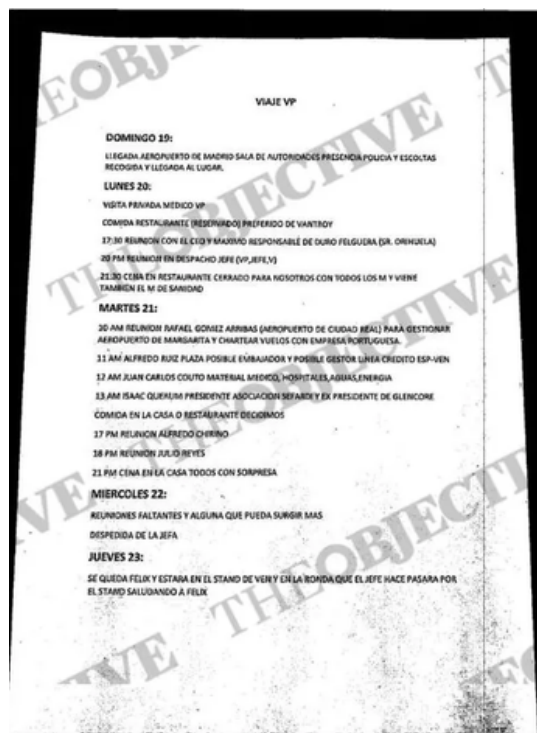 THEOBJECTIVE
VIAJE VP
DOMINGO 19:
LLEGADA AEROPUERTO DE MADRID SALA DE AUTORIDADES PRESENCIA POLICIA Y ESCOLTAS
RECOGIDA Y LLEGADA AL LUGAR.
LUNES 20:
VISITA PRIVADA MEDICO VP
COMIDA RESTAURANTE (RESERVADO) PREFERIDO DE VANTROY
17:30 REUNION CON EL CEO Y MAXIMO RESPONSABLE DE DURO FELGUERA (SR. ORIHUELA)
20 PM REUNION EN DESPACHO JEFE (VP,JEFE,V)
21:30 CENA EN RESTAURANTE CERRADO PARA NOSOTROS CON TODOS LOS M Y VIENE
TAMBIEN EL M DE SANIDAD
MARTES 21:
10 AM REUNION RAFAEL GOMEZ ARRIBAS (AEROPUERTO DE CIUDAD REAL) PARA GESTIONAR
AEROPUERTO DE MARGARITA Y CHARTEAR VUELOS CON EMPRESA PORTUGUESA.
11 AM ALFREDO RUIZ PLAZA POSIBLE EMBAJADOR Y POSIBLE GESTOR LINEA CREDITO ESP-VEN
12 AM JUAN CARLOS COUTO MATERIAL MEDICO, HOSPITALES,AGUAS,ENERGIA
13 AM ISAAC QUERUM PRESIDENTE ASOCIACION SEFARDI Y EX PRESIDENTE DE GLENCORE
COMIDA EN LA CASA O RESTAURANTE DECIDIMOS
17 PM REUNION ALFREDO CHIRINO
18 PM REUNION JULIO REYES
21 PM CENA EN LA CASA TODOS CON SORPRESA
MIERCOLES 22:
REUNIONES FALTANTES Y ALGUNA QUE PUEDA SURGIR MAS
DESPEDIDA DE LA JEFA
JUEVES 23:
SE QUEDA FELIX Y ESTARA EN EL STAND DE VEN Y EN LA RONDA QUE EL JEFE HACE PASARA POR
EL STAND SALUDANDO A FELIX